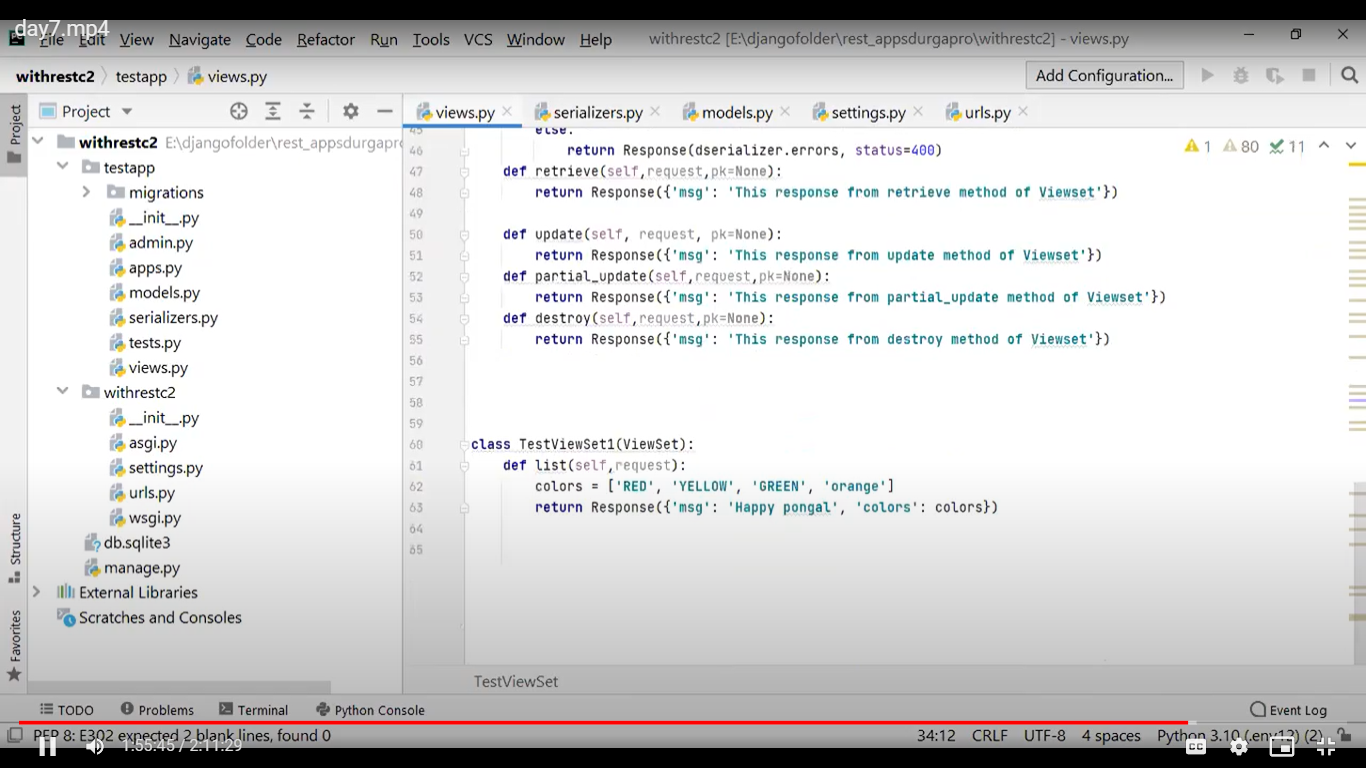 day7.mp4
File Edit View Navigate Code Refactor Run Tools VCS Window Help withrestc2 [E:\djangofolder\rest_appsdurgapro\withrestc2] - views.py
withrestc2 testapp views.py Add Configuration...
Project views.py serializers.py models.py settings.py urls.py
Project
withrestc2 E:\djangofolder\rest_appsdurgapro
testapp
migrations
__init__.py
admin.py
apps.py
models.py
serializers.py
tests.py
views.py
withrestc2
__init__.py
asgi.py
settings.py
urls.py
wsgi.py
db.sqlite3
manage.py
External Libraries
Scratches and Consoles
Structure
Favorites
1 80 11
45 else:
46 return Response(dserializer.errors, status=400)
47 def retrieve(self,request,pk=None):
48 return Response({'msg': 'This response from retrieve method of Viewset'})
49
50 def update(self, request, pk=None):
51 return Response({'msg': 'This response from update method of Viewset'})
52 def partial_update(self,request,pk=None):
53 return Response({'msg': 'This response from partial_update method of Viewset'})
54 def destroy(self,request,pk=None):
55 return Response({'msg': 'This response from destroy method of Viewset'})
56
57
58
59
60 class TestViewSet1(ViewSet):
61 def list(self,request):
62 colors = ['RED', 'YELLOW', 'GREEN', 'orange']
63 return Response({'msg': 'Happy pongal', 'colors': colors})
64
65
TestViewSet
TODO Problems Terminal Python Console Event Log
PEP 8: E302 expected 2 blank lines, found 0 34:12 CRLF UTF-8 4 spaces Python 3.10 (.env12) (2)
1:55:45 / 2:11:29 CC